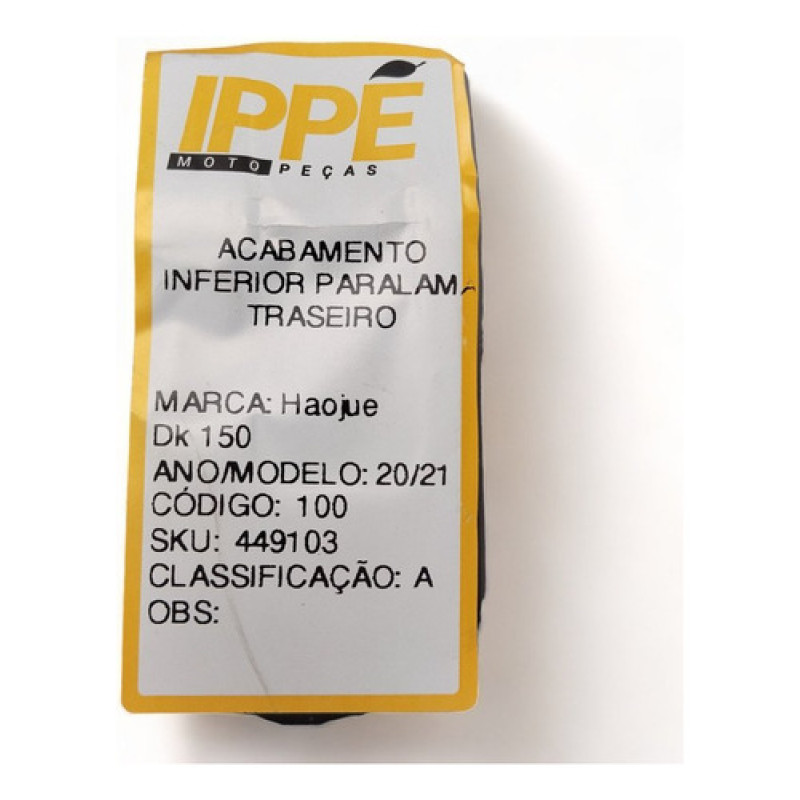 IPPÉ
MOTO PEÇAS
ACABAMENTO
INFERIOR PARALAMA
TRASEIRO
MARCA: Haojue
Dk 150
ANO/MODELO: 20/21
CÓDIGO: 100
SKU: 449103
CLASSIFICAÇÃO: A
OBS: